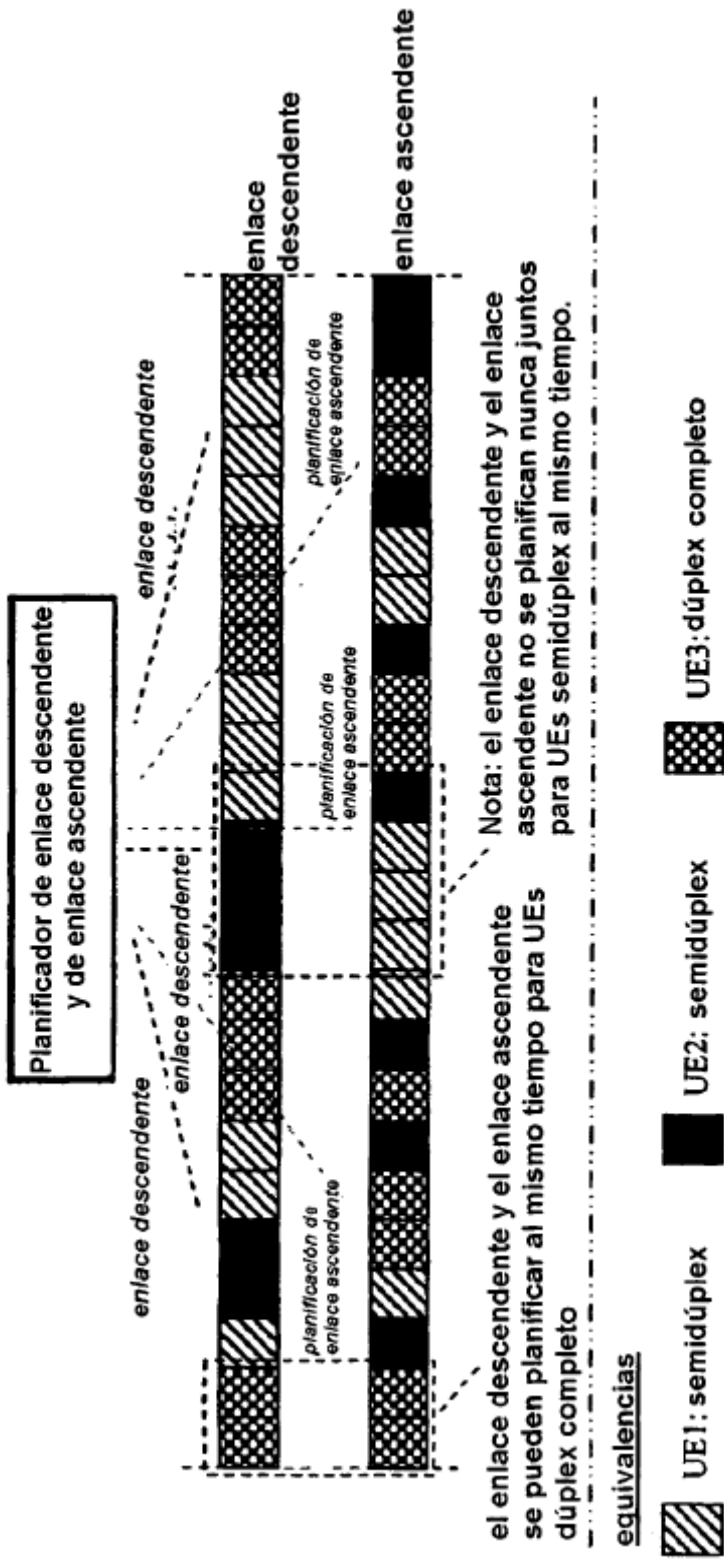 Planificador de enlace descendente
y de enlace ascendente
enlace descendente
enlace descendente
enlace descendente
enlace
descendente
planificación de
enlace ascendente
planificación de
enlace ascendente
planificación de
enlace ascendente
enlace ascendente
el enlace descendente y el enlace ascendente
se pueden planificar al mismo tiempo para UEs
dúplex completo
Nota: el enlace descendente y el enlace
ascendente no se planifican nunca juntos
para UEs semidúplex al mismo tiempo.
equivalencias
UE1: semidúplex
UE2: semidúplex
UE3: dúplex completo